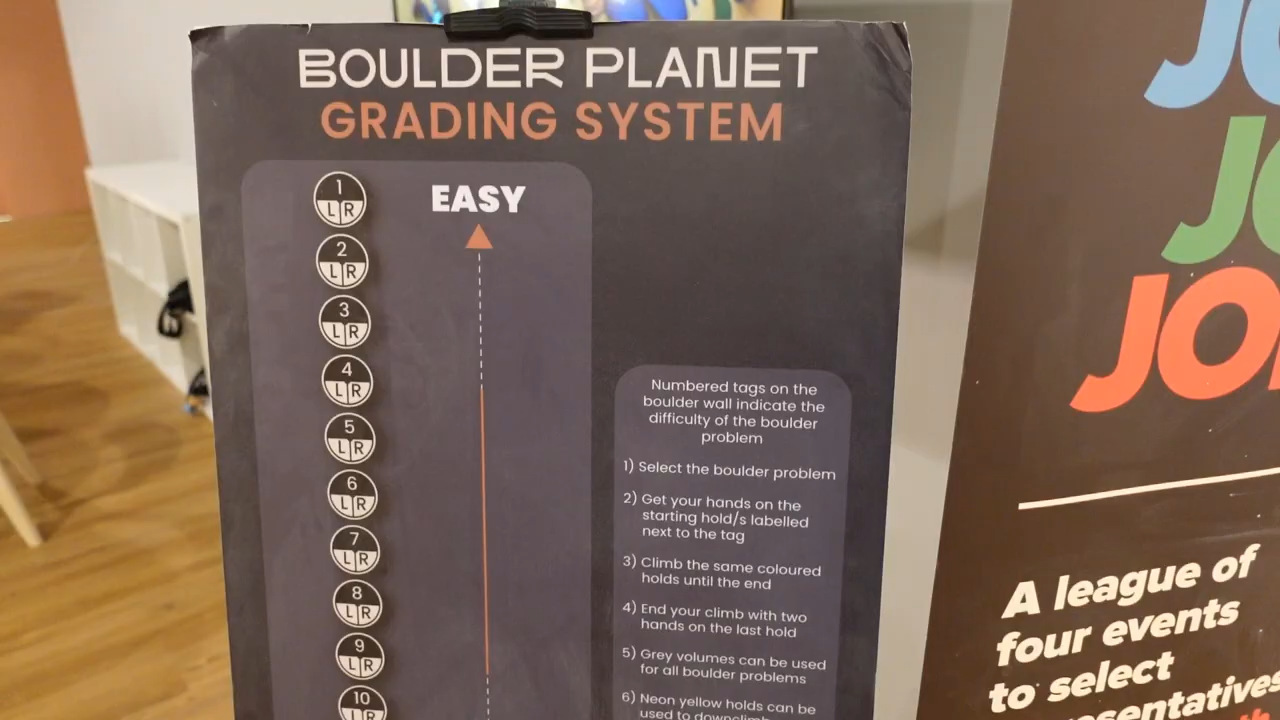 BOULDER PLANET
GRADING SYSTEM
1
L R
EASY
2
L R
3
L R
4
L R
5
L R
6
L R
7
L R
8
L R
9
L R
10
L R
Numbered tags on the
boulder wall indicate the
difficulty of the boulder
problem
1) Select the boulder problem
2) Get your hands on the
starting hold/s labelled
next to the tag
3) Climb the same coloured
holds until the end
4) End your climb with two
hands on the last hold
5) Grey volumes can be used
for all boulder problems
6) Neon yellow holds can be
used to downclimb
A league of
four events
to select